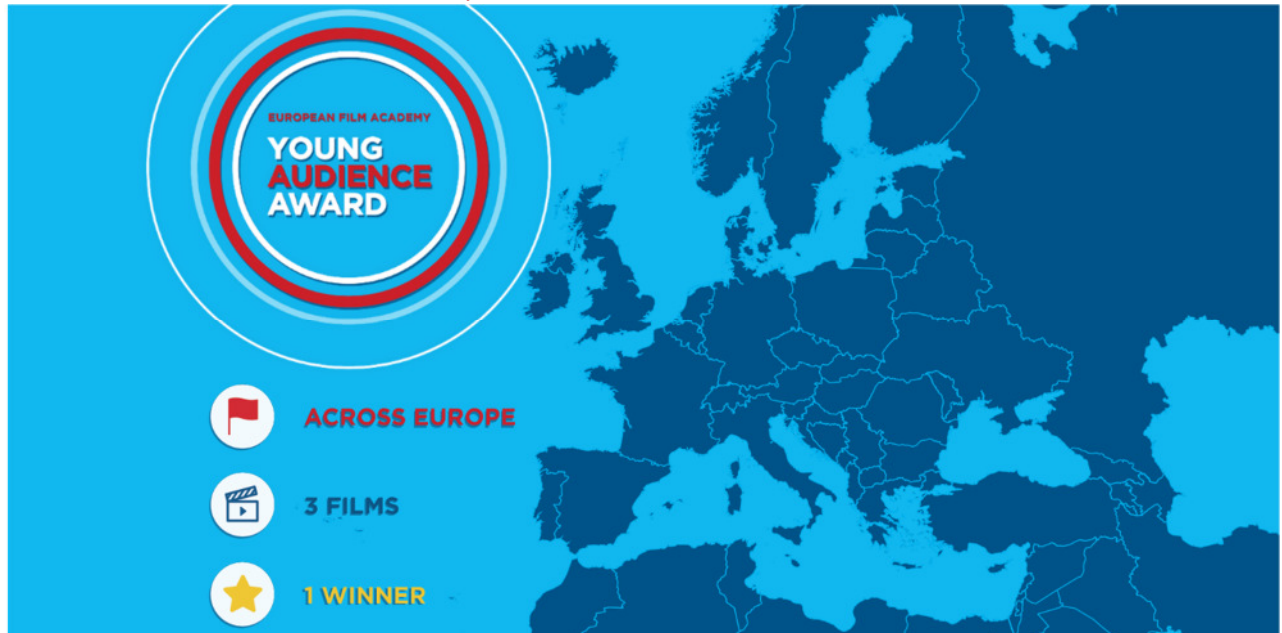 EUROPEAN FILM ACADEMY
YOUNG
AUDIENCE
AWARD
ACROSS EUROPE
3 FILMS
1 WINNER